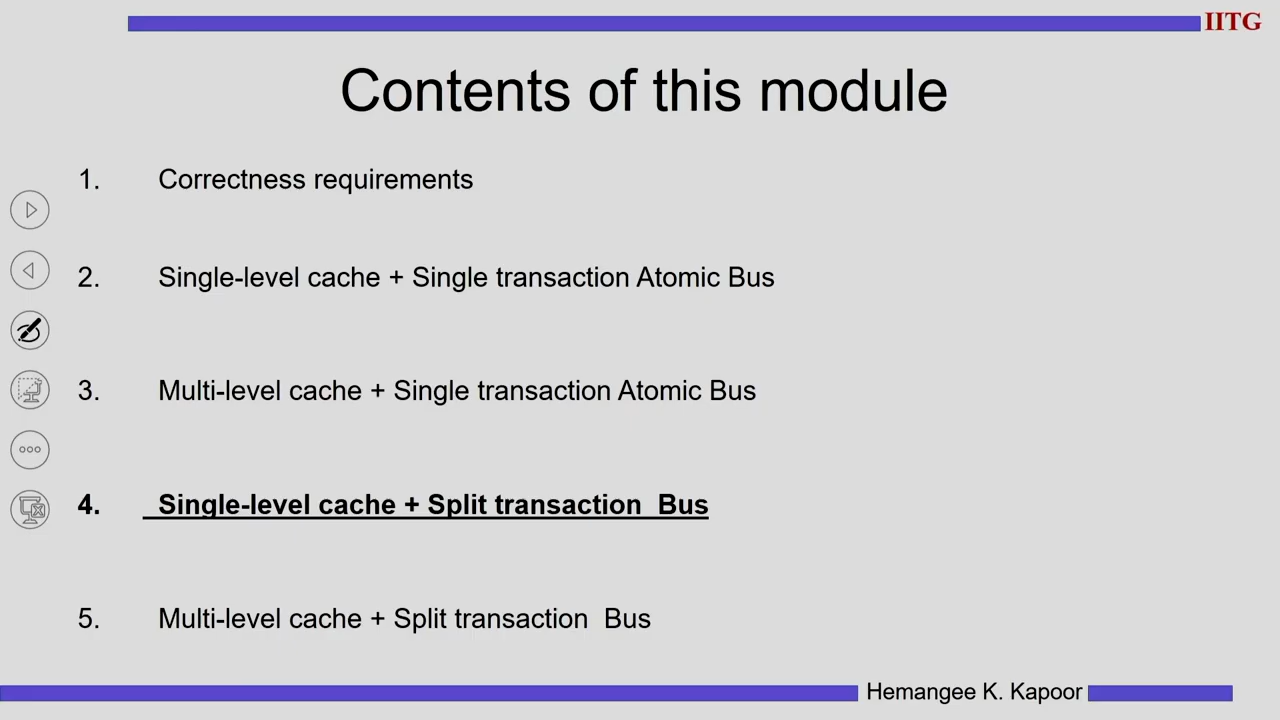 IITG
Contents of this module
1. Correctness requirements
2. Single-level cache + Single transaction Atomic Bus
3. Multi-level cache + Single transaction Atomic Bus
4. Single-level cache + Split transaction Bus
5. Multi-level cache + Split transaction Bus
Hemangee K. Kapoor